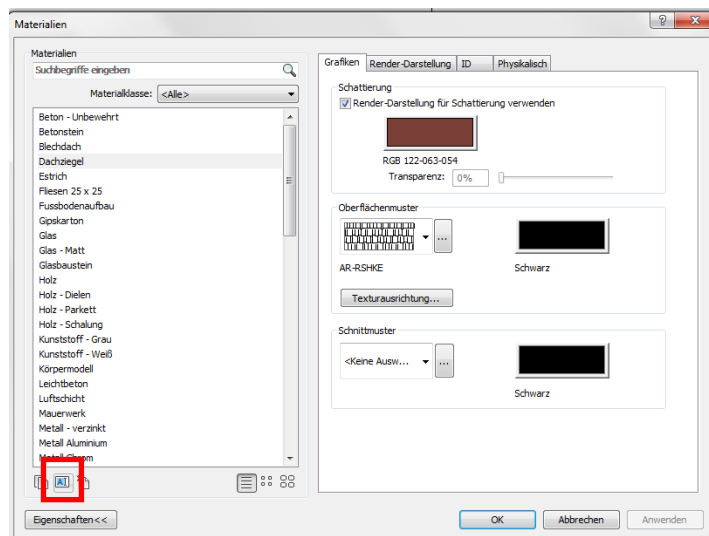 Materialien
Materialien
Suchbegriffe eingeben
Materialklasse: <Alle>
Beton - Unbewehrt
Betonstein
Blechdach
Dachziegel
Estrich
Fliesen 25 x 25
Fussbodenaufbau
Gipskarton
Glas
Glas - Matt
Glasbaustein
Holz
Holz - Dielen
Holz - Parkett
Holz - Schalung
Kunststoff - Grau
Kunststoff - Weiß
Körpermodell
Leichtbeton
Luftschicht
Mauerwerk
Metall - verzinkt
Metall Aluminium
Metall Chrom
AI
Eigenschaften<<
Grafiken Render-Darstellung ID Physikalisch
Schattierung
Render-Darstellung für Schattierung verwenden
RGB 122-063-054
Transparenz: 0%
Oberflächenmuster
...
AR-RSHKE Schwarz
Texturausrichtung...
Schnittmuster
<Keine Ausw... ...
Schwarz
OK Abbrechen Anwenden